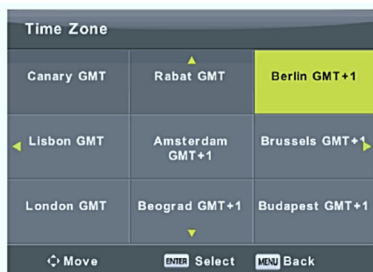 Time Zone
Canary GMT Rabat GMT Berlin GMT+1
Lisbon GMT Amsterdam GMT+1 Brussels GMT+1
London GMT Beograd GMT+1 Budapest GMT+1
Move ENTER Select MENU Back